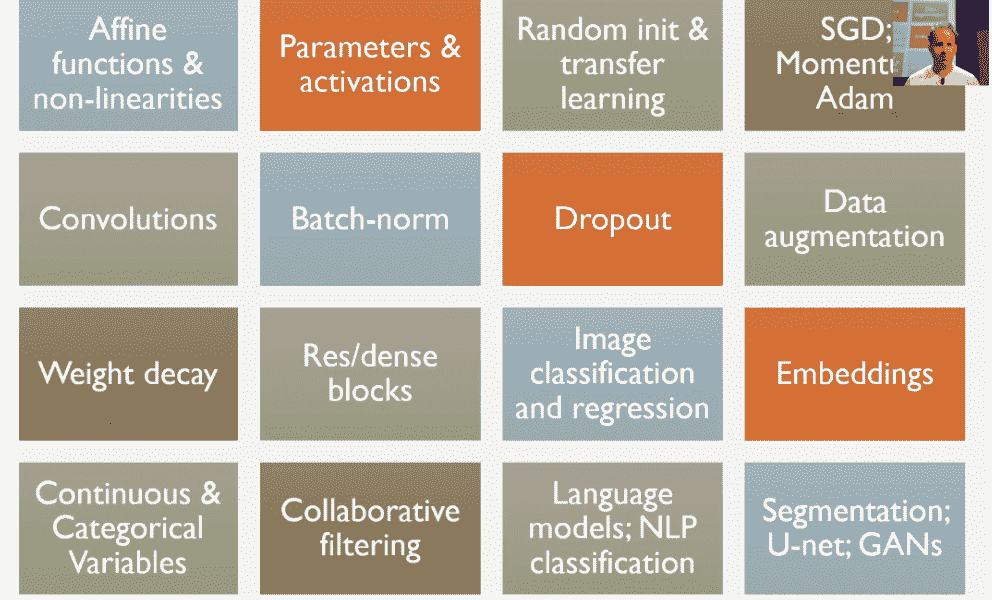 Affine
functions &
non-linearities
Parameters &
activations
Random init &
transfer
learning
SGD;
Adam
Convolutions
Batch-norm
Dropout
Data
augmentation
Weight decay
Res/dense
blocks
Image
classification
and regression
Embeddings
Continuous &
Categorical
Variables
Collaborative
filtering
Language
models; NLP
classification
Segmentation;
U-net; GANs